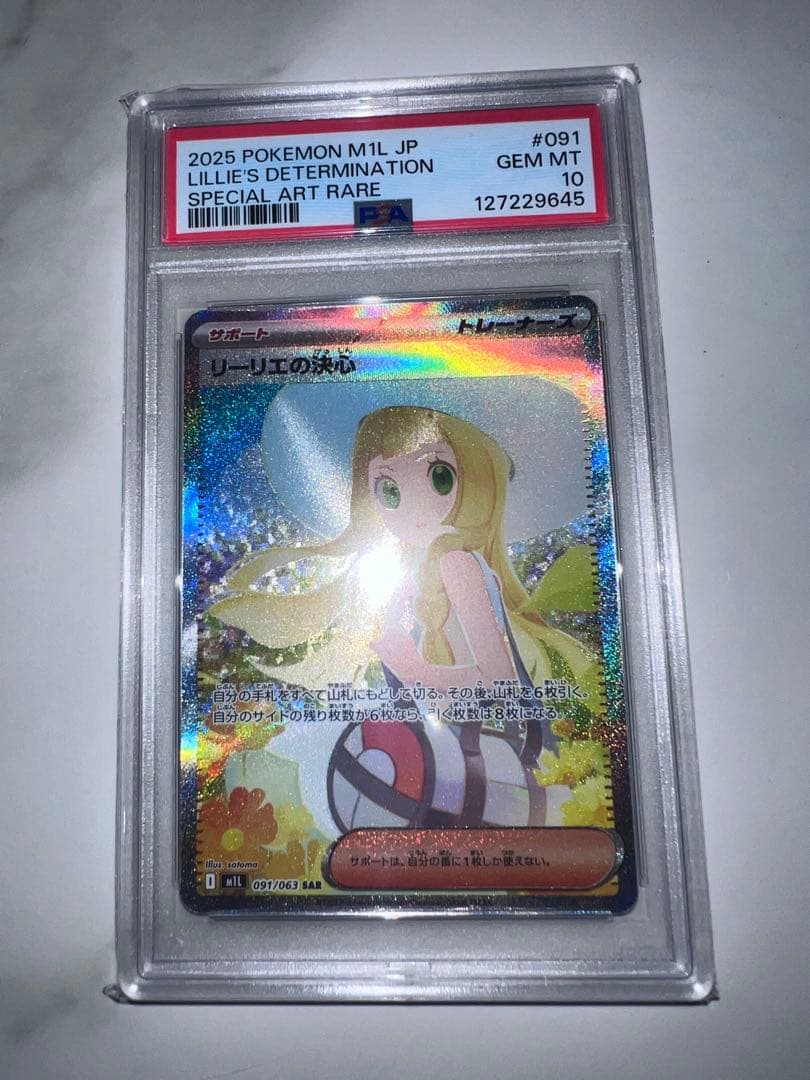 2025 POKEMON M1L JP
LILLIE'S DETERMINATION
SPECIAL ART RARE
#091
GEM MT
10
127229645
PSA
サポート
トレーナーズ
リーリエの決心
けっしん
自分の手札をすべて山札にもどして切る。その後、山札を6枚引く。
自分のサイドの残り枚数が6枚なら、引く枚数は8枚になる。
サポートは、自分の番に1枚しか使えない。
Illus. satoma
I M1L 091/063 SAR